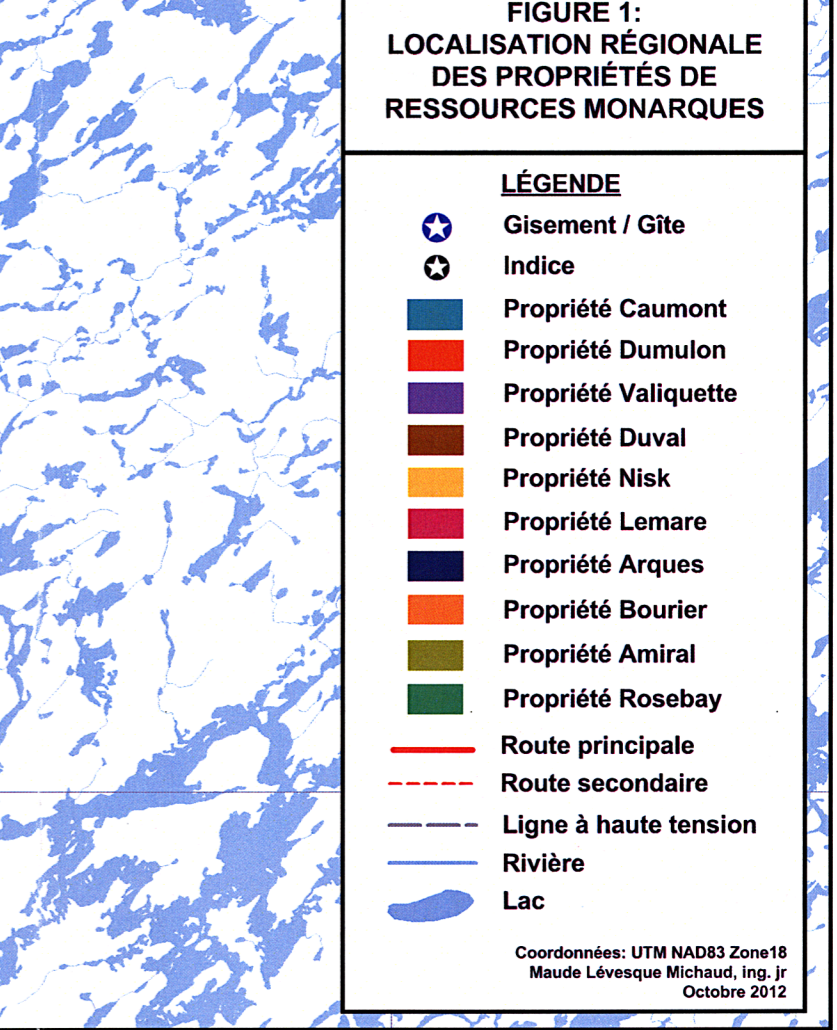 FIGURE 1:
LOCALISATION RÉGIONALE
DES PROPRIÉTÉS DE
RESSOURCES MONARQUES
LÉGENDE
Gisement / Gîte
Indice
Propriété Caumont
Propriété Dumulon
Propriété Valiquette
Propriété Duval
Propriété Nisk
Propriété Lemare
Propriété Arques
Propriété Bourier
Propriété Amiral
Propriété Rosebay
Route principale
Route secondaire
Ligne à haute tension
Rivière
Lac
Coordonnées: UTM NAD83 Zone18
Maude Lévesque Michaud, ing. jr
Octobre 2012